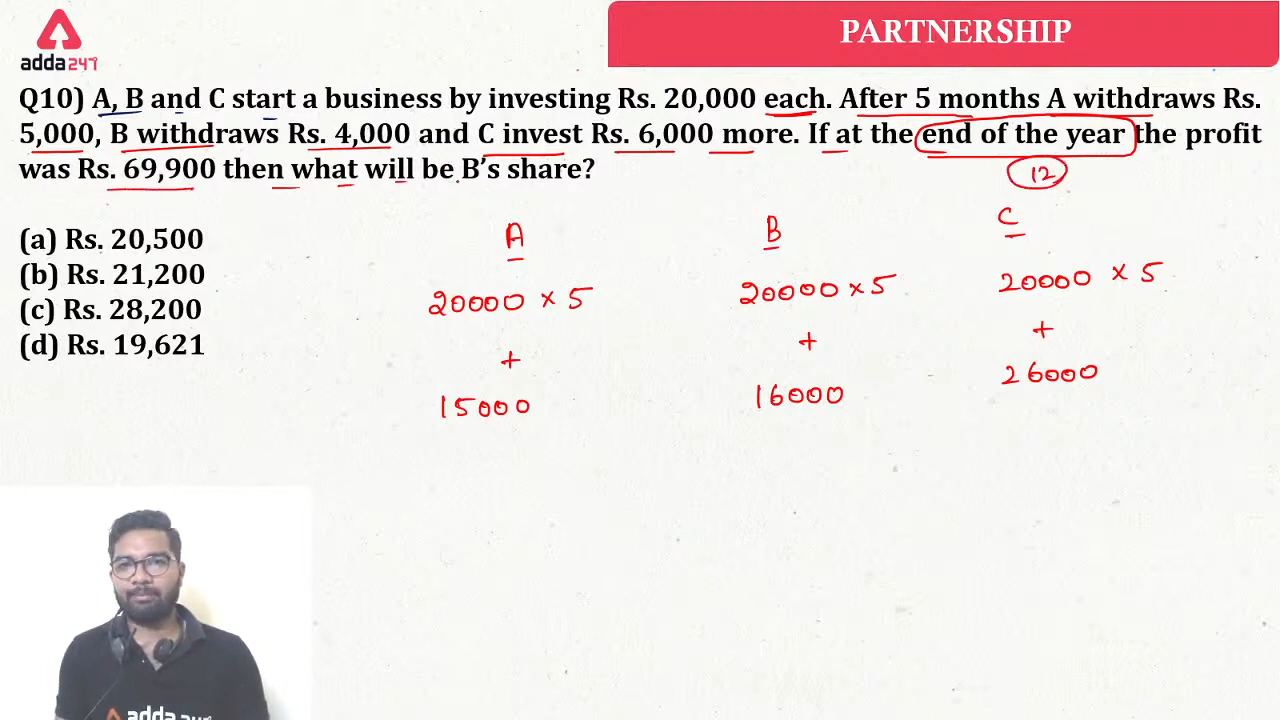 PARTNERSHIP
adda247
Q10) A, B and C start a business by investing Rs. 20,000 each. After 5 months A withdraws Rs.
5,000, B withdraws Rs. 4,000 and C invest Rs. 6,000 more. If at the end of the year the profit
was Rs. 69,900 then what will be B’s share?
12
(a) Rs. 20,500
(b) Rs. 21,200
(c) Rs. 28,200
(d) Rs. 19,621
A B C
20000 × 5 20000 × 5 20000 × 5
+ + +
15000 16000 26000
adda247